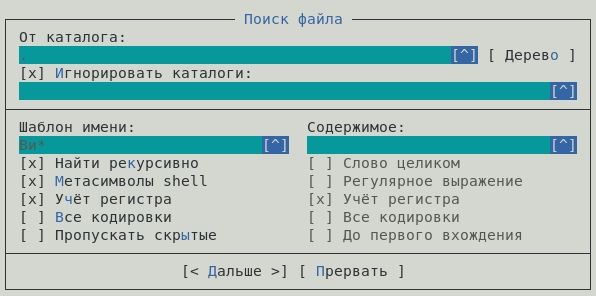 Поиск файла
От каталога:
. [^] [ Дерево ]
[x] Игнорировать каталоги:
[^]
Шаблон имени: Содержимое:
Ви* [^] [^]
[x] Найти рекурсивно [ ] Слово целиком
[x] Метасимволы shell [ ] Регулярное выражение
[x] Учёт регистра [x] Учёт регистра
[ ] Все кодировки [ ] Все кодировки
[ ] Пропускать скрытые [ ] До первого вхождения
[< Дальше >] [ Прервать ]